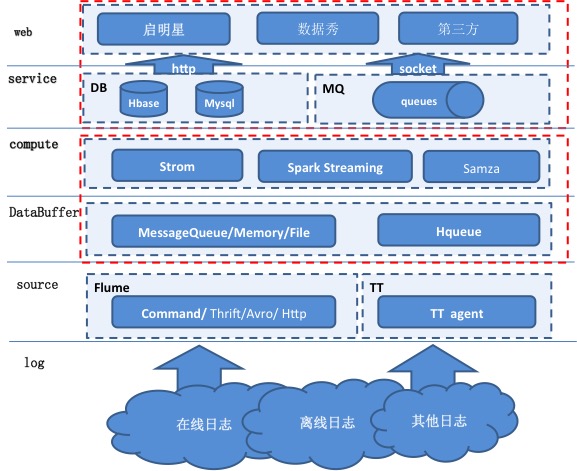 web
启明星
数据秀
第三方
http
socket
service
DB
Hbase
Mysql
MQ
queues
compute
Strom
Spark Streaming
Samza
DataBuffer
MessageQueue/Memory/File
Hqueue
source
Flume
Command/ Thrift/Avro/ Http
TT
TT agent
log
在线日志
离线日志
其他日志